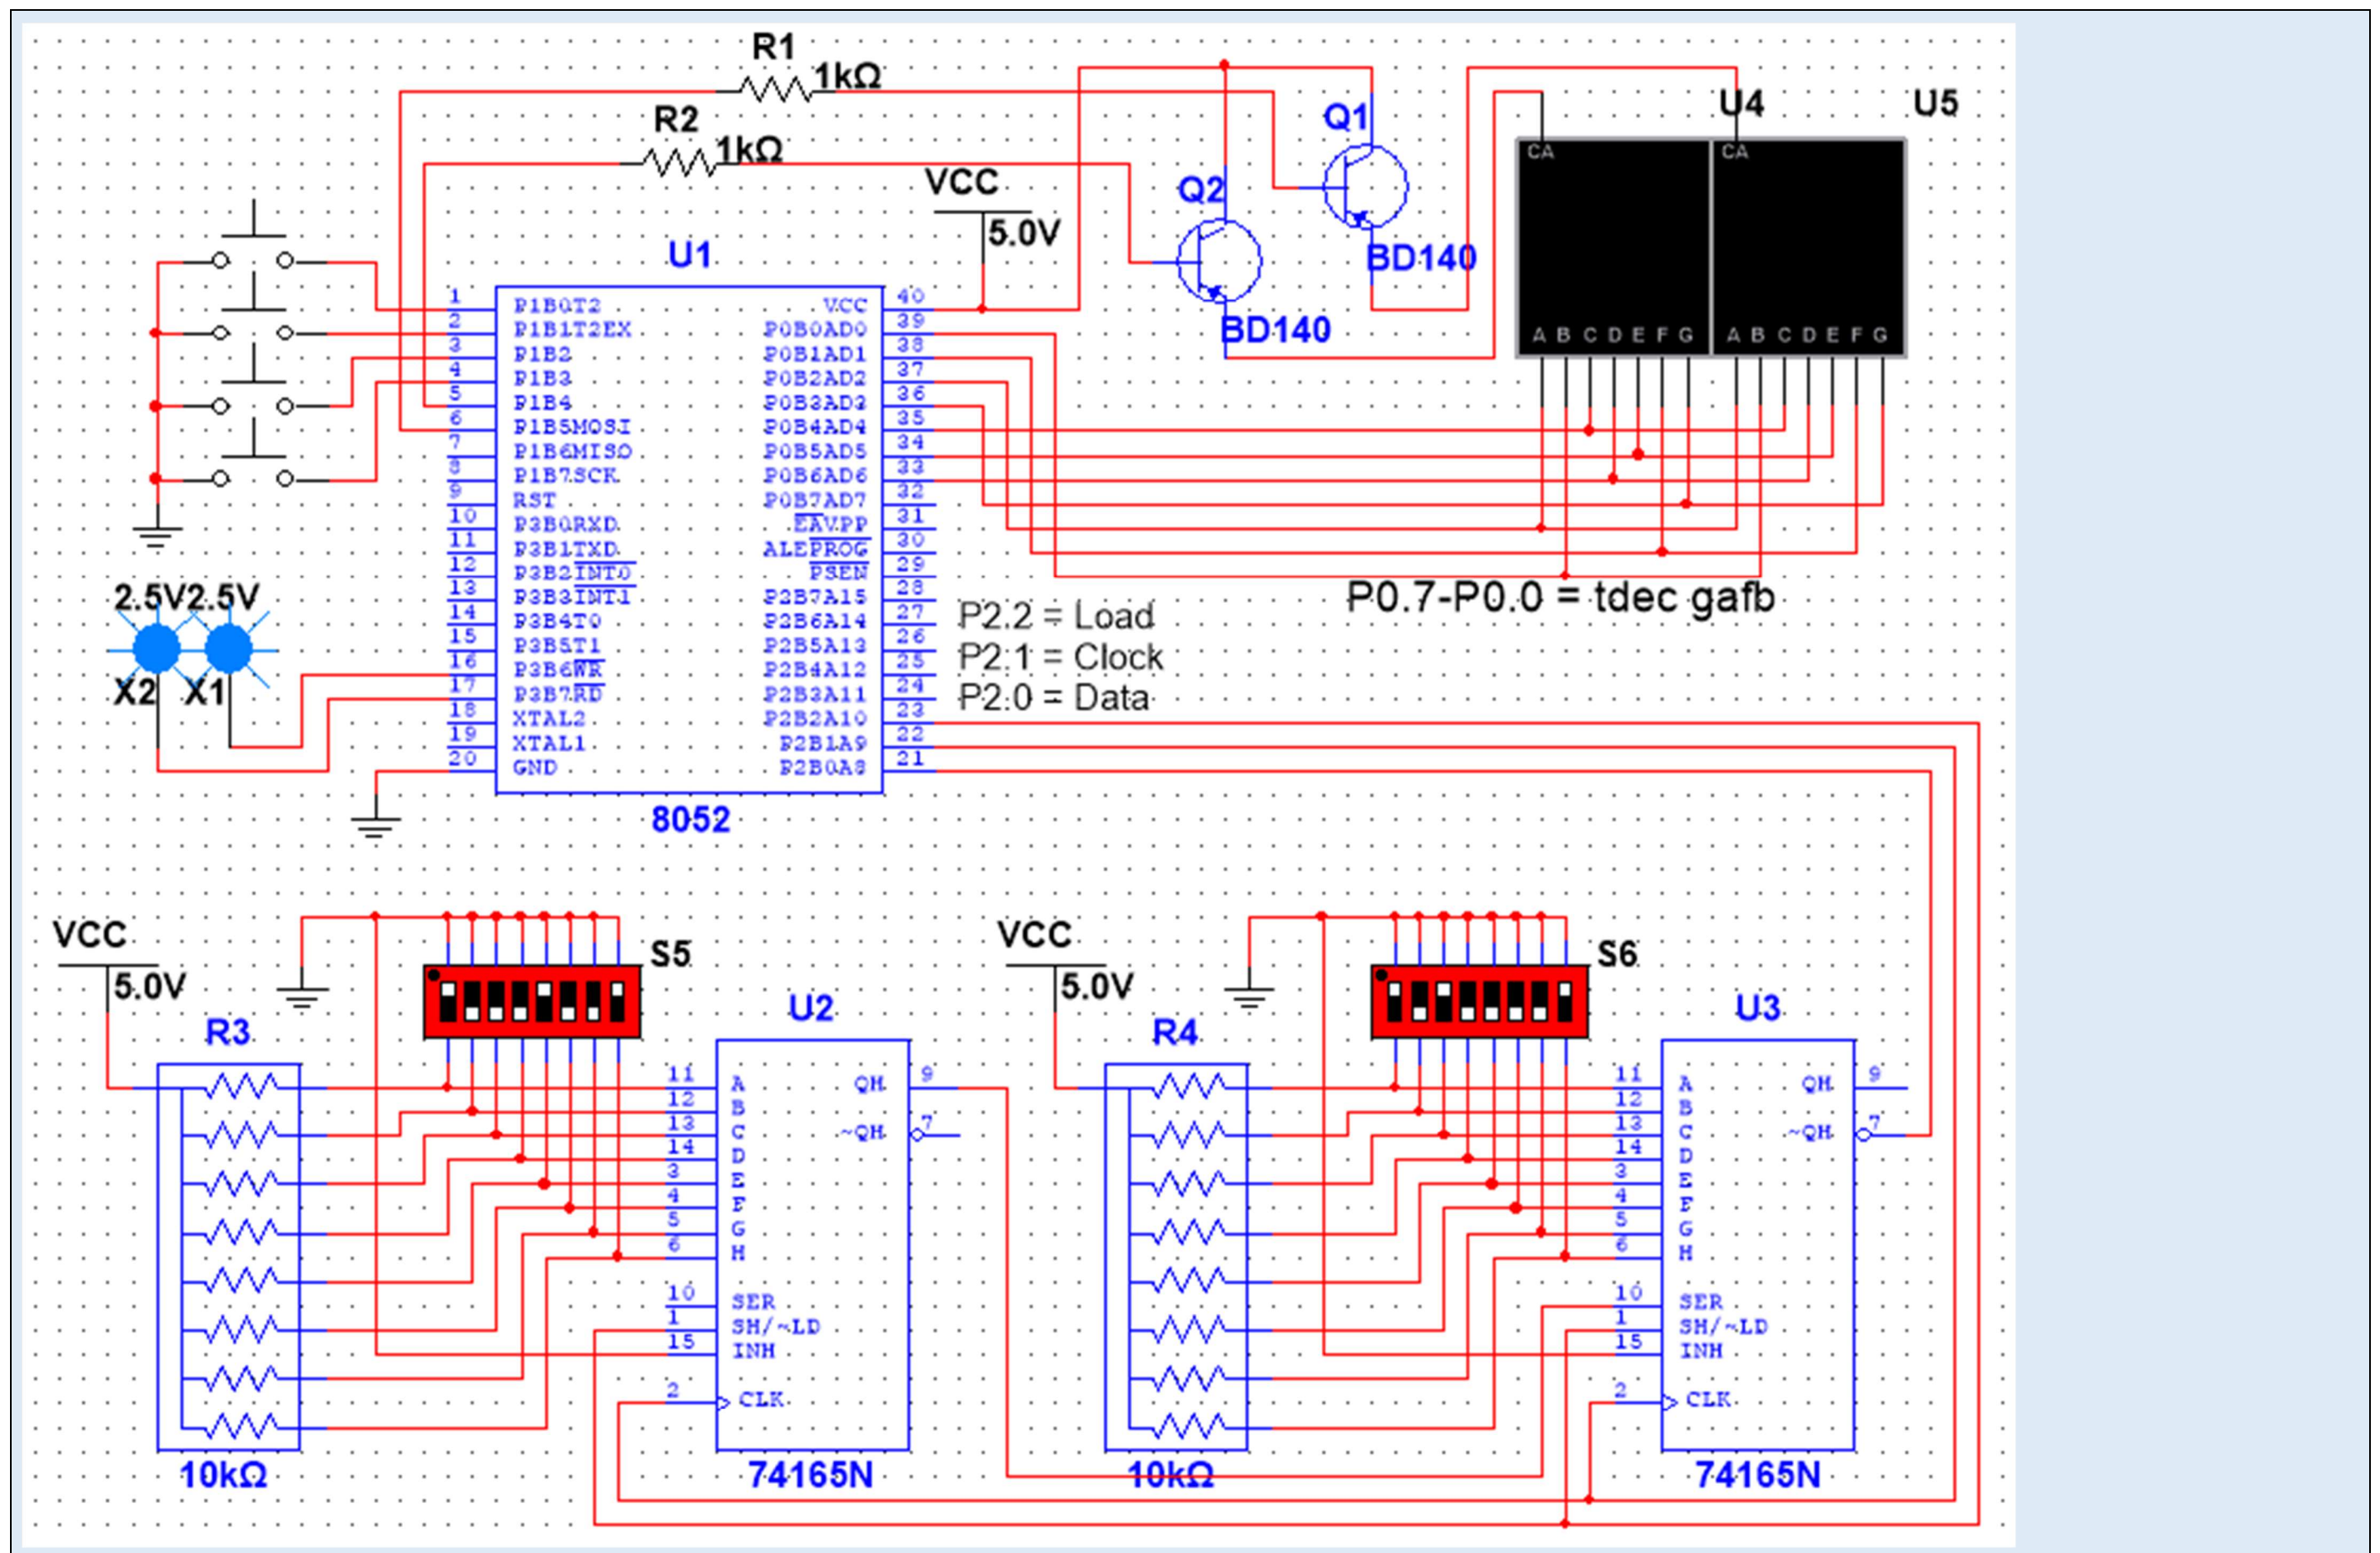 R1
1kΩ
R2
1kΩ
VCC
5.0V
Q1
BD140
Q2
BD140
U4
U5
CA
CA
A B C D E F G
A B C D E F G
U1
1 P1B0T2
2 P1B1T2EX
3 P1B2
4 P1B3
5 P1B4
6 P1B5MOSI
7 P1B6MISO
8 P1B7SCK
9 RST
10 P3B0RXD
11 P3B1TXD
12 P3B2INT0
13 P3B3INT1
14 P3B4T0
15 P3B5T1
16 P3B6WR
17 P3B7RD
18 XTAL2
19 XTAL1
20 GND
VCC 40
P0B0AD0 39
P0B1AD1 38
P0B2AD2 37
P0B3AD3 36
P0B4AD4 35
P0B5AD5 34
P0B6AD6 33
P0B7AD7 32
EAVPP 31
ALEPROG 30
PSEN 29
P2B7A15 28
P2B6A14 27
P2B5A13 26
P2B4A12 25
P2B3A11 24
P2B2A10 23
P2B1A9 22
P2B0A8 21
8052
2.5V 2.5V
X2 X1
P0.7-P0.0 = tdec gafb
P2.2 = Load
P2.1 = Clock
P2.0 = Data
VCC
5.0V
R3
10kΩ
S5
U2
11 A
12 B
13 C
14 D
3 E
4 F
5 G
6 H
10 SER
1 SH/~LD
15 INH
2 CLK
QH 9
~QH 7
74165N
VCC
5.0V
R4
10kΩ
S6
U3
11 A
12 B
13 C
14 D
3 E
4 F
5 G
6 H
10 SER
1 SH/~LD
15 INH
2 CLK
QH 9
~QH 7
74165N